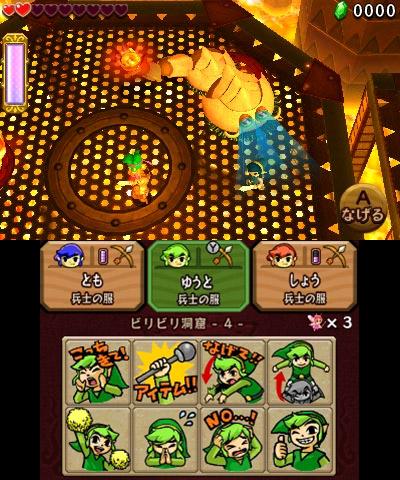 0000
A
なげる
とも
兵士の服
Y
ゆうと
兵士の服
しょう
兵士の服
ビリビリ洞窟 - 4 -
× 3
こっちきて!
アイテム!!
なげろ!!
NO...!